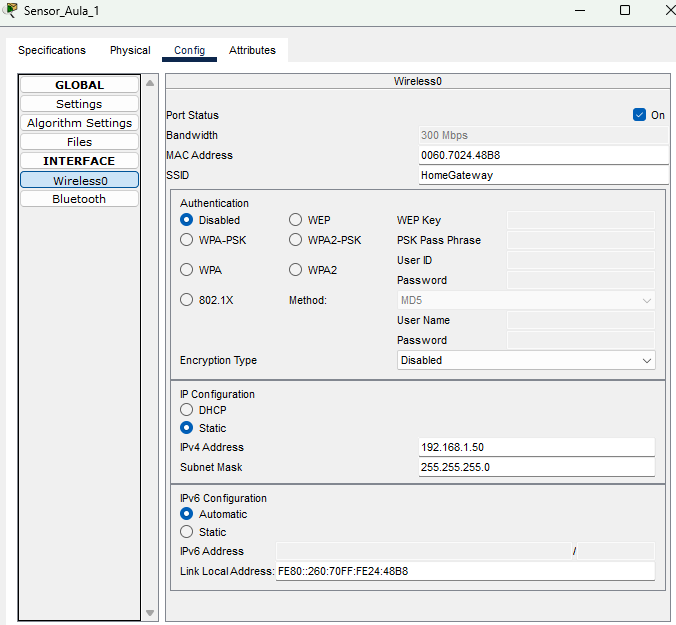 Sensor_Aula_1
Specifications Physical Config Attributes
GLOBAL
Settings
Algorithm Settings
Files
INTERFACE
Wireless0
Bluetooth
Wireless0
Port Status On
Bandwidth 300 Mbps
MAC Address 0060.7024.48B8
SSID HomeGateway
Authentication
Disabled WEP WEP Key
WPA-PSK WPA2-PSK PSK Pass Phrase
User ID
WPA WPA2
Password
802.1X Method: MD5
User Name
Password
Encryption Type Disabled
IP Configuration
DHCP
Static
IPv4 Address 192.168.1.50
Subnet Mask 255.255.255.0
IPv6 Configuration
Automatic
Static
IPv6 Address /
Link Local Address: FE80::260:70FF:FE24:48B8